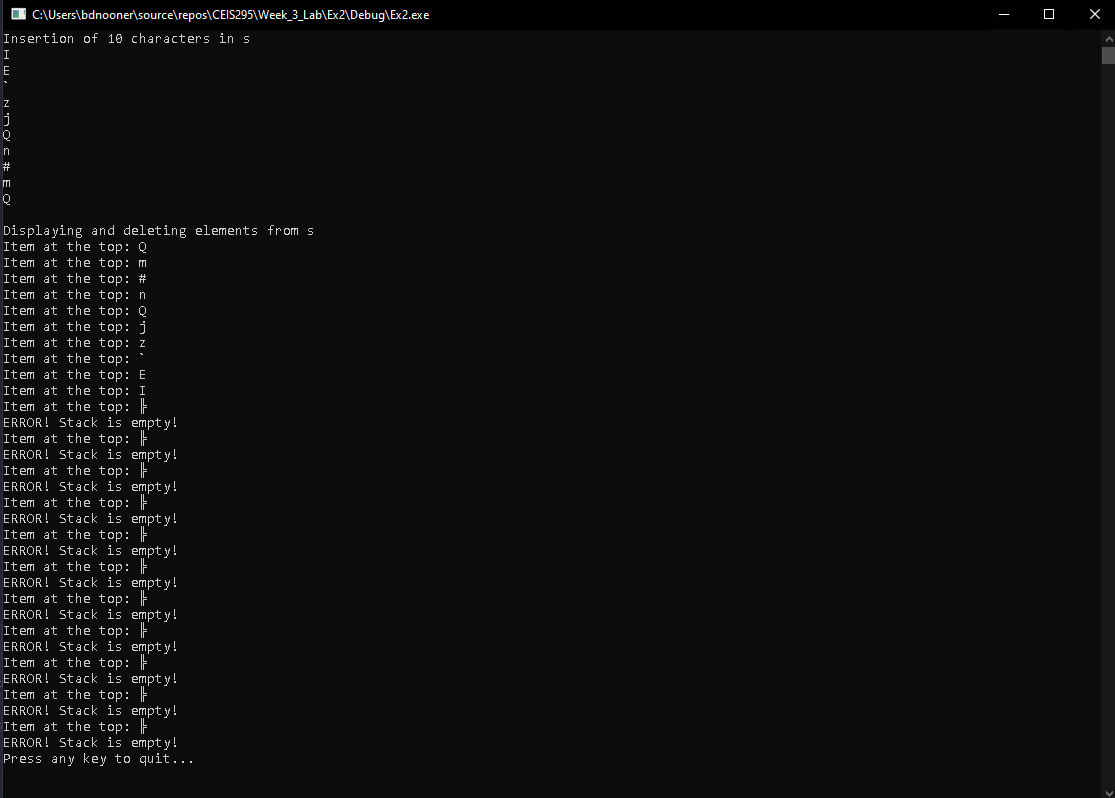 C:\Users\bdnooner\source\repos\CEIS295\Week_3_Lab\Ex2\Debug\Ex2.exe
Insertion of 10 characters in s
I
E
`
z
j
Q
n
#
m
Q
Displaying and deleting elements from s
Item at the top: Q
Item at the top: m
Item at the top: #
Item at the top: n
Item at the top: Q
Item at the top: j
Item at the top: z
Item at the top: `
Item at the top: E
Item at the top: I
Item at the top: ╠
ERROR! Stack is empty!
Item at the top: ╠
ERROR! Stack is empty!
Item at the top: ╠
ERROR! Stack is empty!
Item at the top: ╠
ERROR! Stack is empty!
Item at the top: ╠
ERROR! Stack is empty!
Item at the top: ╠
ERROR! Stack is empty!
Item at the top: ╠
ERROR! Stack is empty!
Item at the top: ╠
ERROR! Stack is empty!
Item at the top: ╠
ERROR! Stack is empty!
Item at the top: ╠
ERROR! Stack is empty!
Item at the top: ╠
ERROR! Stack is empty!
Press any key to quit...